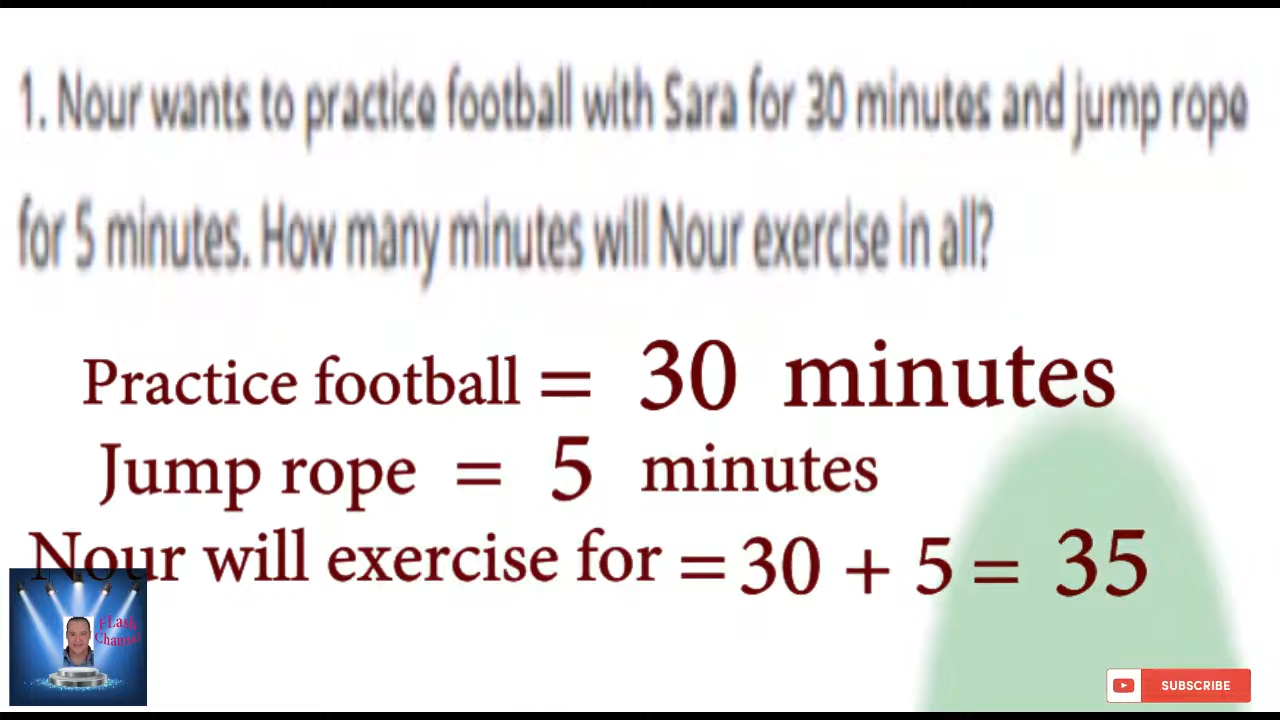 1. Nour wants to practice football with Sara for 30 minutes and jump rope
for 5 minutes. How many minutes will Nour exercise in all?
Practice football = 30 minutes
Jump rope = 5 minutes
Nour will exercise for = 30 + 5 = 35
FLash
Channel
SUBSCRIBE